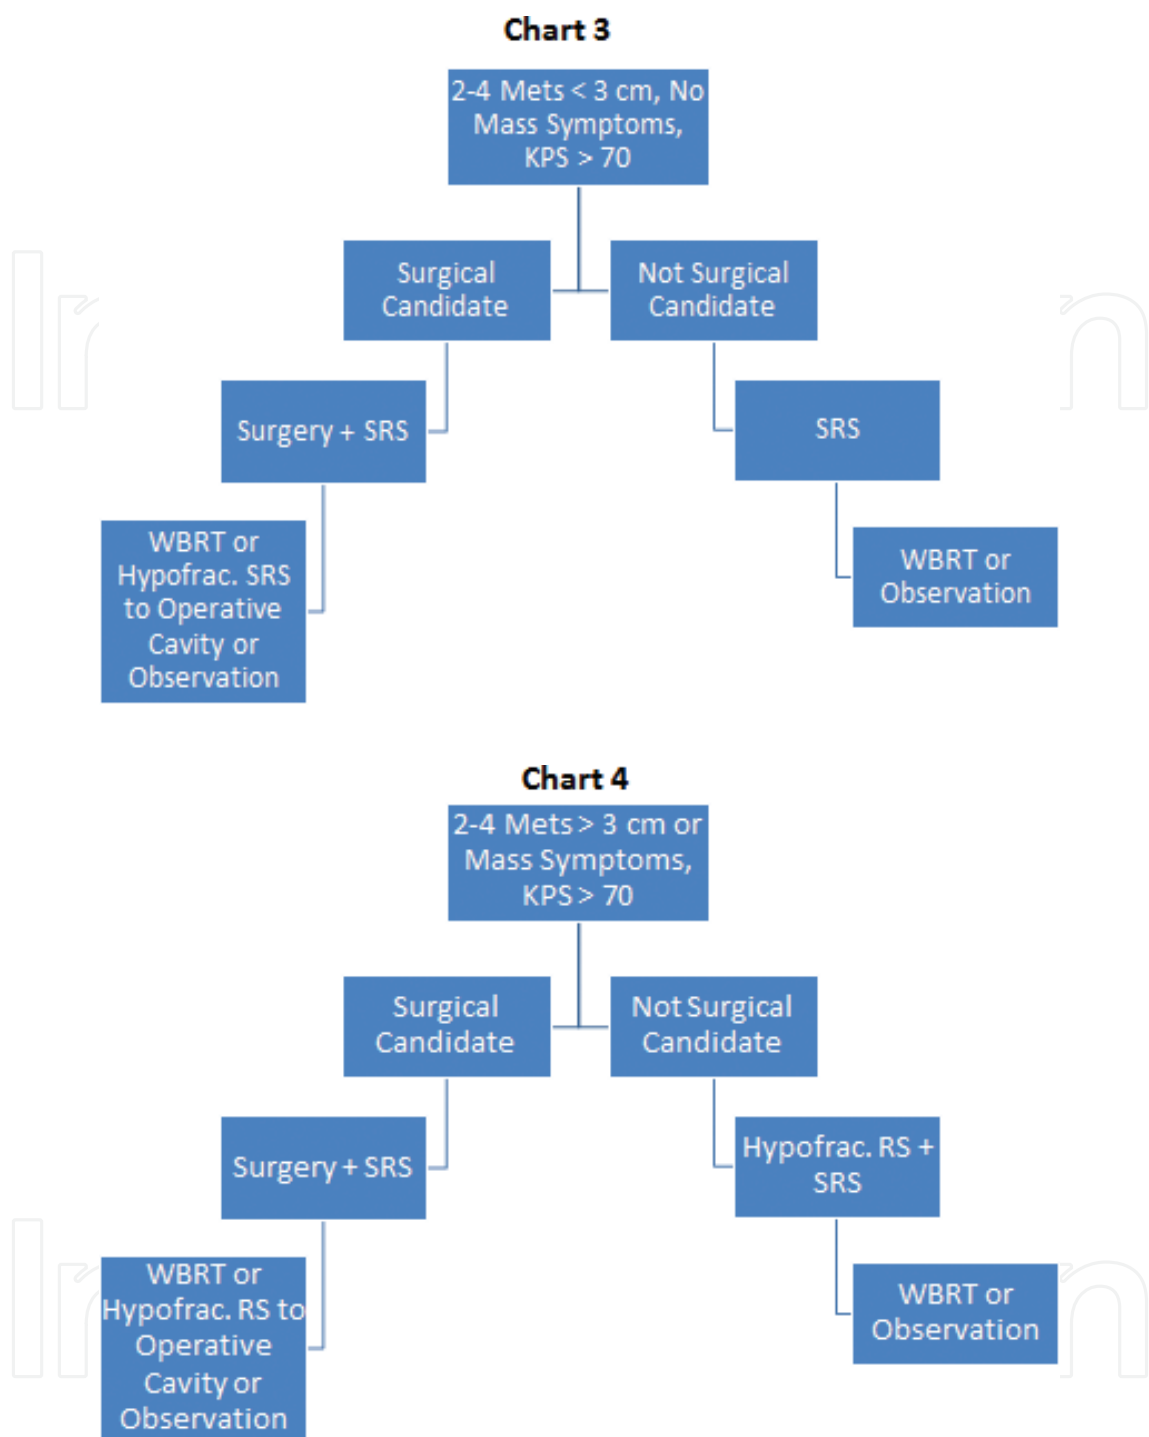 Chart 3
2-4 Mets < 3 cm, No
Mass Symptoms,
KPS > 70
Surgical
Candidate
Not Surgical
Candidate
Surgery + SRS
SRS
WBRT or
Hypofrac. SRS
to Operative
Cavity or
Observation
WBRT or
Observation
Chart 4
2-4 Mets > 3 cm or
Mass Symptoms,
KPS > 70
Surgical
Candidate
Not Surgical
Candidate
Surgery + SRS
Hypofrac. RS +
SRS
WBRT or
Hypofrac. RS to
Operative
Cavity or
Observation
WBRT or
Observation